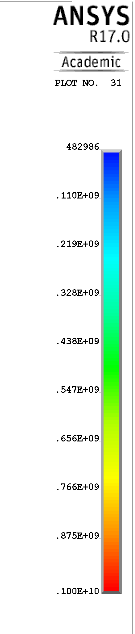 ANSYS
R17.0
Academic
PLOT NO. 31
482986
.110E+09
.219E+09
.328E+09
.438E+09
.547E+09
.656E+09
.766E+09
.875E+09
.100E+10